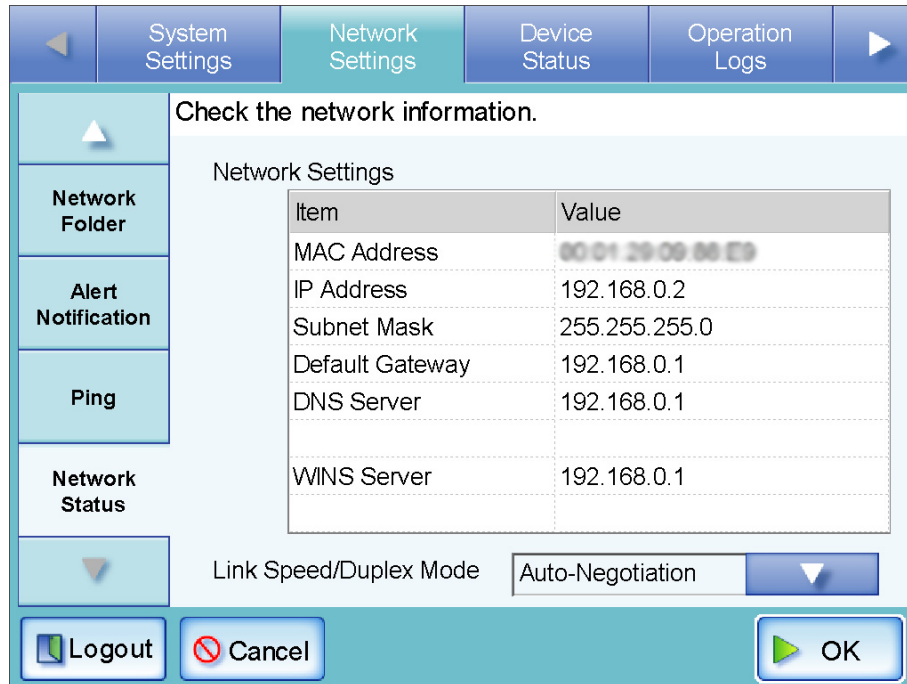 System Settings
Network Settings
Device Status
Operation Logs
Check the network information.
Network Folder
Alert Notification
Ping
Network Status
Network Settings
Item Value
MAC Address
IP Address 192.168.0.2
Subnet Mask 255.255.255.0
Default Gateway 192.168.0.1
DNS Server 192.168.0.1
WINS Server 192.168.0.1
Link Speed/Duplex Mode Auto-Negotiation
Logout
Cancel
OK